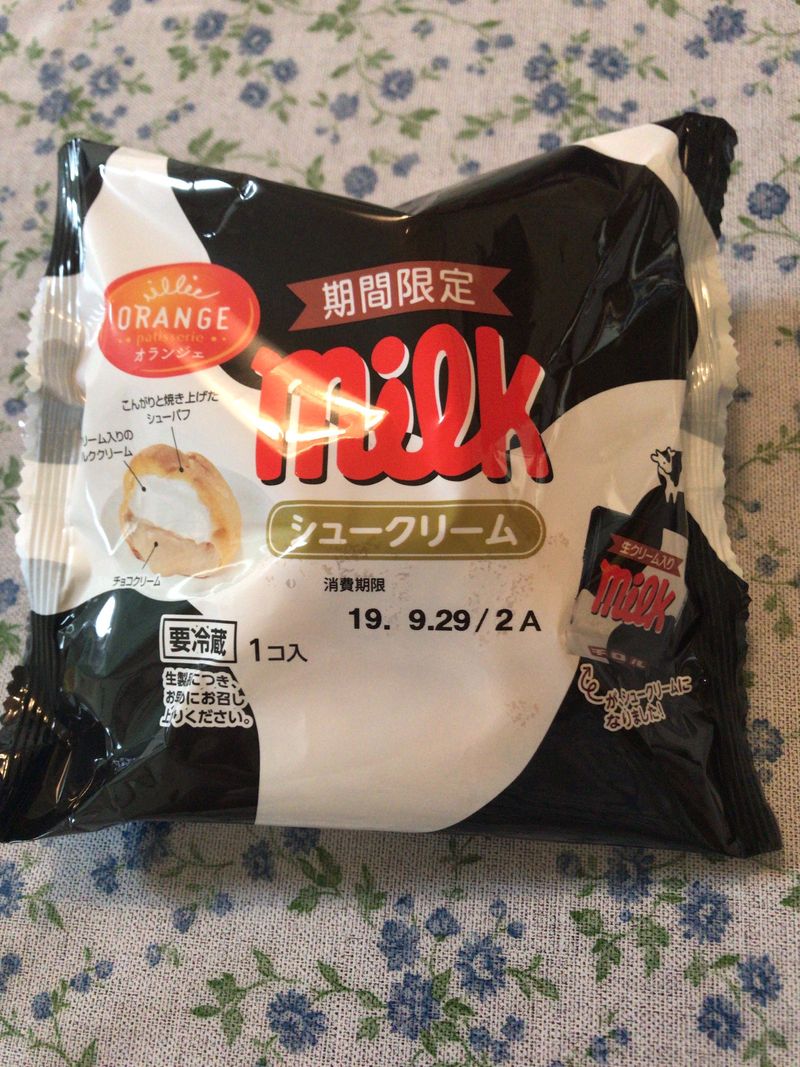 期間限定
ORANGE
patisserie
オランジェ
milk
シュークリーム
こんがりと焼き上げた
シューパフ
リーム入りの
ルククリーム
チョコクリーム
消費期限
19. 9.29/2A
要冷蔵
1コ入
生製品につき、
お早めにお召し
上りください。
生クリーム入り
milk
チロル
がシュークリームに
なりました!